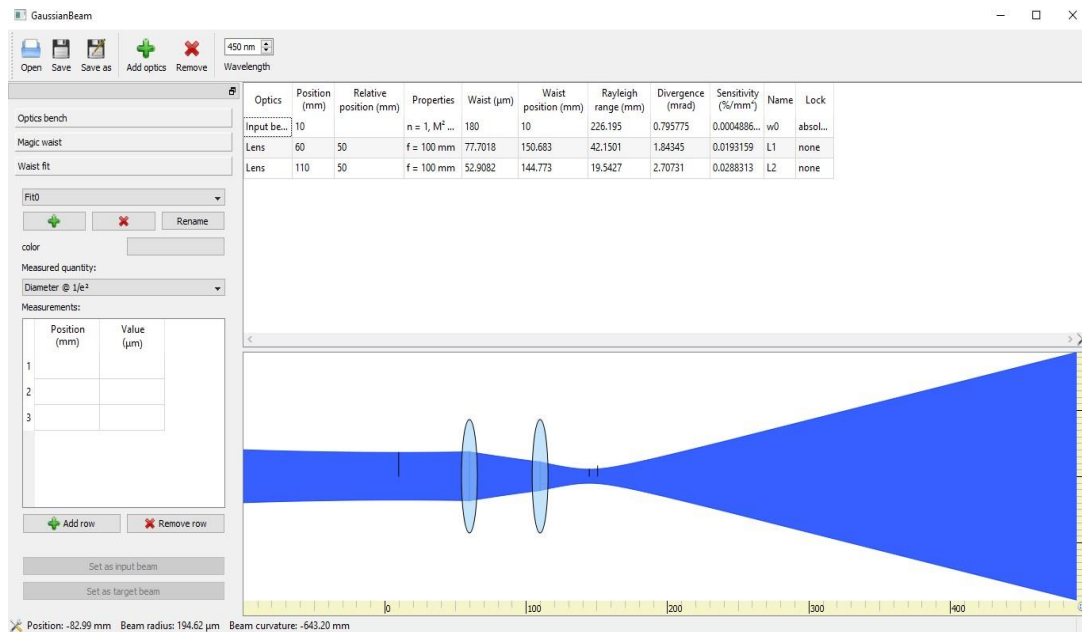 GaussianBeam
450 nm
Open Save Save as Add optics Remove Wavelength
Optics bench
Magic waist
Waist fit
Fit0
Rename
color
Measured quantity:
Diameter @ 1/e²
Measurements:
Position (mm) Value (µm)
1
2
3
Add row Remove row
Set as input beam
Set as target beam
Optics Position (mm) Relative position (mm) Properties Waist (µm) Waist position (mm) Rayleigh range (mm) Divergence (mrad) Sensitivity (%/mm²) Name Lock
Input be... 10 n = 1, M² ... 180 10 226.195 0.795775 0.0004886... w0 absol...
Lens 60 50 f = 100 mm 77.7018 150.683 42.1501 1.84345 0.0193159 L1 none
Lens 110 50 f = 100 mm 52.9082 144.773 19.5427 2.70731 0.0288313 L2 none
0 100 200 300 400
Position: -82.99 mm Beam radius: 194.62 µm Beam curvature: -643.20 mm